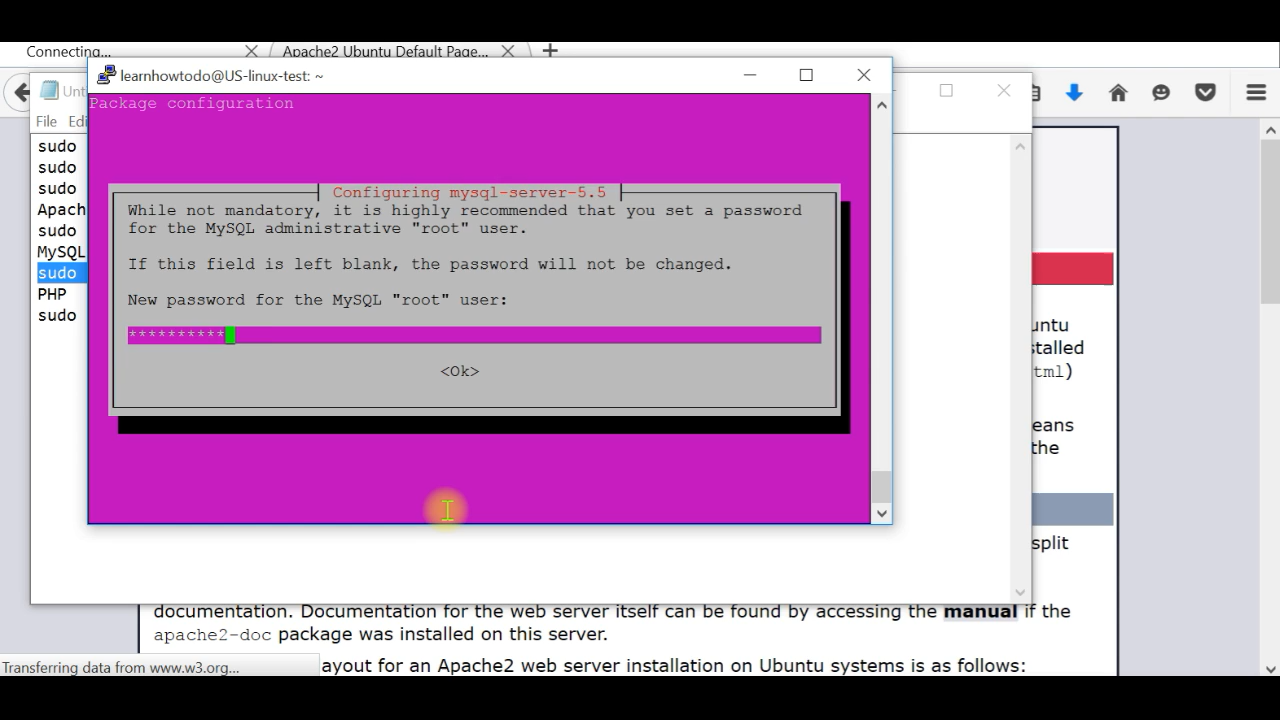 Connecting...
Apache2 Ubuntu Default Page...
learnhowtodo@US-linux-test: ~
Unt
File Edi
Package configuration
Configuring mysql-server-5.5
While not mandatory, it is highly recommended that you set a password
for the MySQL administrative "root" user.
If this field is left blank, the password will not be changed.
New password for the MySQL "root" user:
**********
<Ok>
sudo
sudo
sudo
Apach
sudo
MySQL
sudo
PHP
sudo
untu
stalled
tml)
eans
the
split
documentation. Documentation for the web server itself can be found by accessing the manual if the
apache2-doc package was installed on this server.
Transferring data from www.w3.org...
ayout for an Apache2 web server installation on Ubuntu systems is as follows: